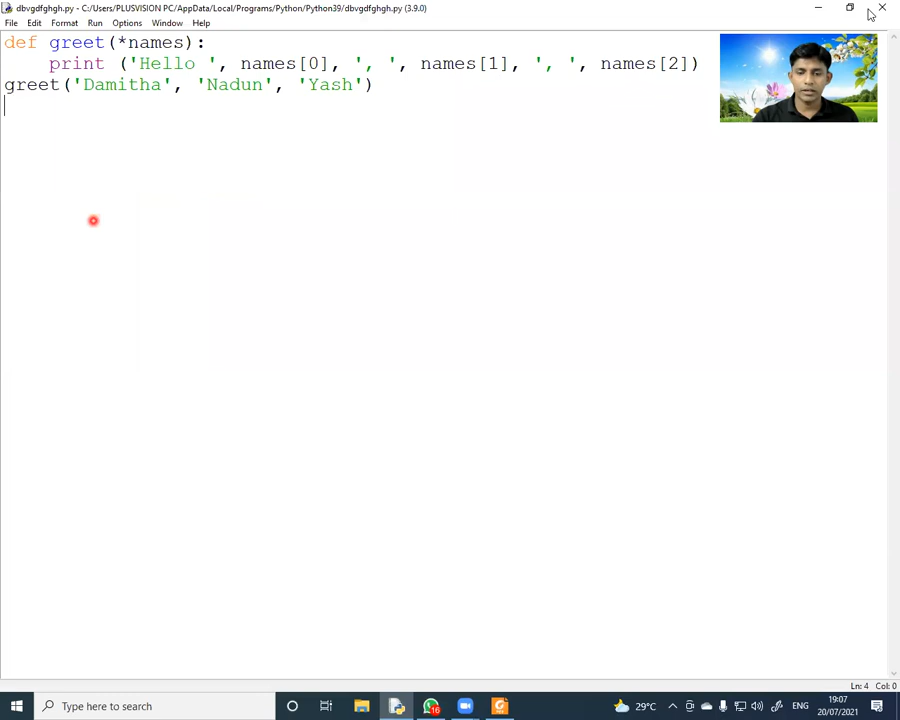 dbvgdfghgh.py - C:/Users/PLUSVISION PC/AppData/Local/Programs/Python/Python39/dbvgdfghgh.py (3.9.0)
File Edit Format Run Options Window Help
def greet(*names):
    print ('Hello ', names[0], ', ', names[1], ', ', names[2])
greet('Damitha', 'Nadun', 'Yash')
Ln: 4 Col: 0
Type here to search
16
29°C
ENG
19:07
20/07/2021